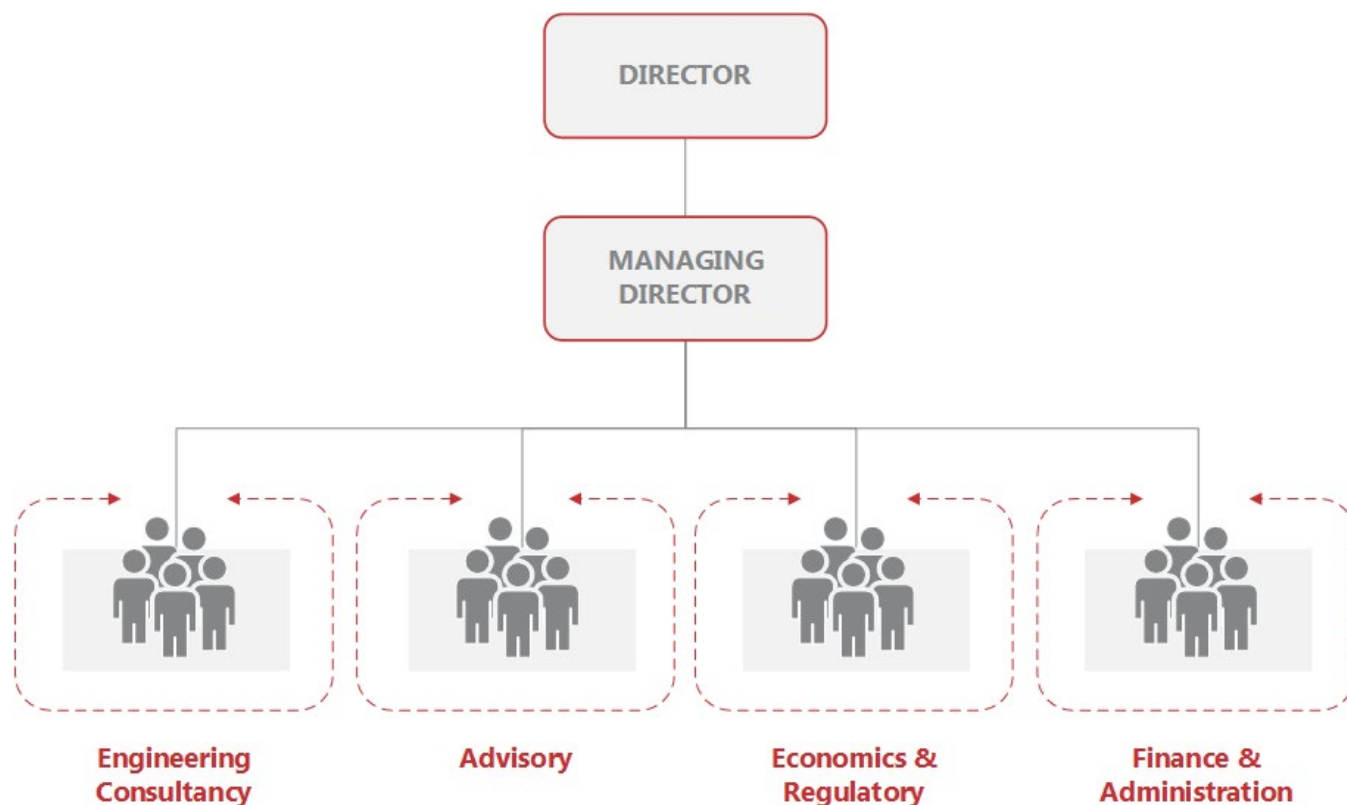 DIRECTOR
MANAGING
DIRECTOR
Engineering
Consultancy
Advisory
Economics &
Regulatory
Finance &
Administration